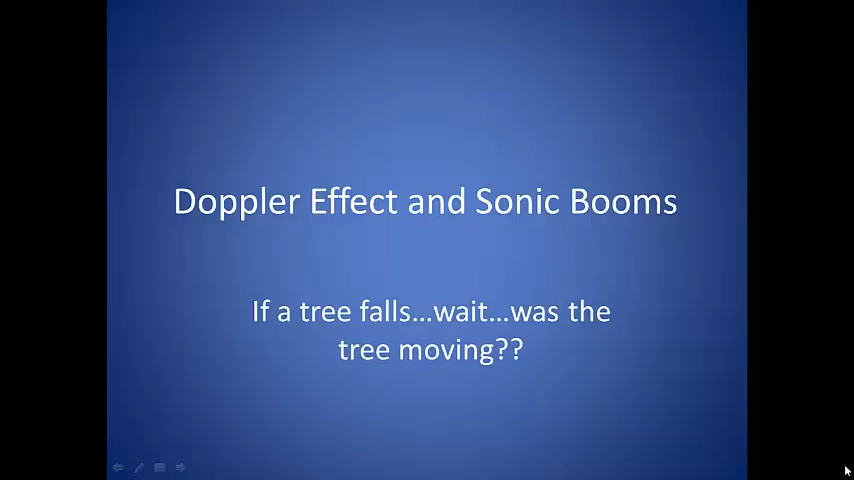 Doppler Effect and Sonic Booms
If a tree falls...wait...was the
tree moving??